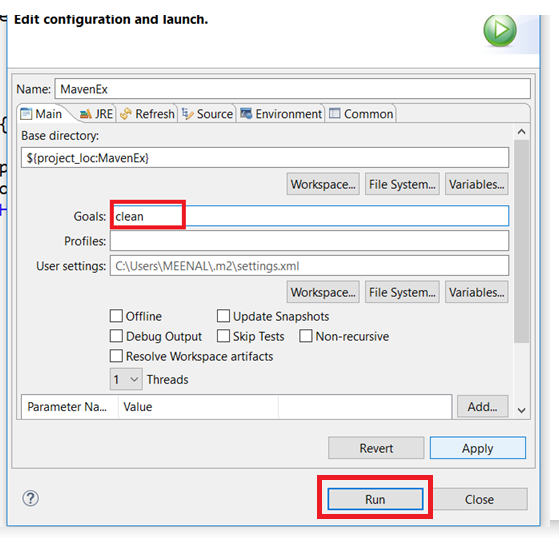 Edit configuration and launch.
Name: MavenEx
Main JRE Refresh Source Environment Common
Base directory:
${project_loc:MavenEx}
Workspace... File System... Variables...
Goals: clean
Profiles:
User settings: C:\Users\MEENAL\.m2\settings.xml
Workspace... File System... Variables...
Offline Update Snapshots
Debug Output Skip Tests Non-recursive
Resolve Workspace artifacts
1 Threads
Parameter Na... Value Add...
Revert Apply
? Run Close